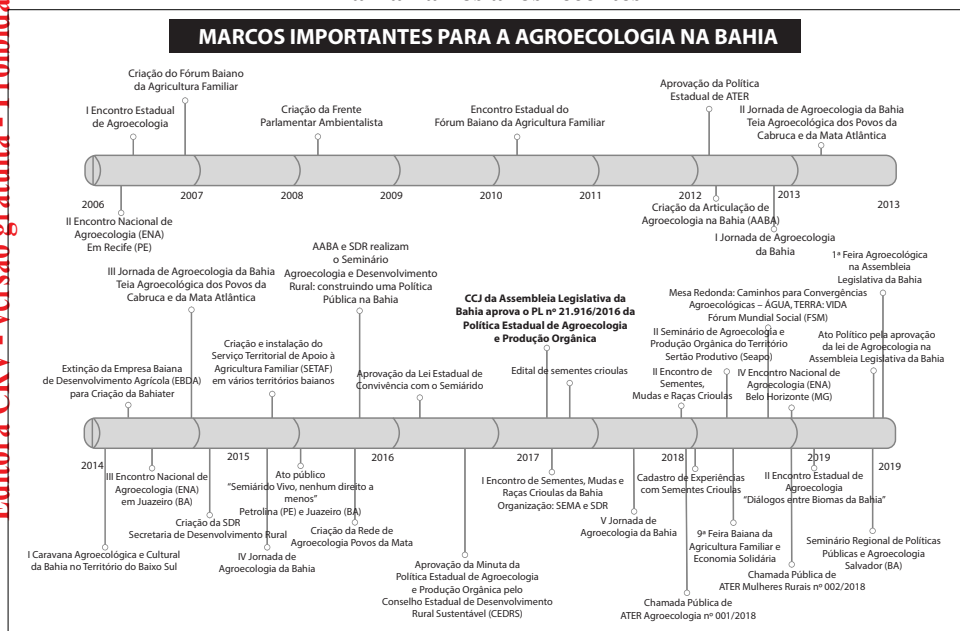 MARCOS IMPORTANTES PARA A AGROECOLOGIA NA BAHIA
Criação do Fórum Baiano
da Agricultura Familiar
I Encontro Estadual
de Agroecologia
Criação da Frente
Parlamentar Ambientalista
Encontro Estadual do
Fórum Baiano da Agricultura Familiar
Aprovação da Política
Estadual de ATER
II Jornada de Agroecologia da Bahia
Teia Agroecológica dos Povos da
Cabruca e da Mata Atlântica
2006
2007
2008
2009
2010
2011
2012
2013
2013
II Encontro Nacional de
Agroecologia (ENA)
Em Recife (PE)
Criação da Articulação de
Agroecologia na Bahia (AABA)
I Jornada de Agroecologia
da Bahia
III Jornada de Agroecologia da Bahia
Teia Agroecológica dos Povos da
Cabruca e da Mata Atlântica
AABA e SDR realizam
o Seminário
Agroecologia e Desenvolvimento
Rural: construindo uma Política
Pública na Bahia
CCJ da Assembleia Legislativa da
Bahia aprova o PL nº 21.916/2016 da
Política Estadual de Agroecologia
e Produção Orgânica
Mesa Redonda: Caminhos para Convergências
Agroecológicas – ÁGUA, TERRA: VIDA
Fórum Mundial Social (FSM)
1ª Feira Agroecológica
na Assembleia
Legislativa da Bahia
Extinção da Empresa Baiana
de Desenvolvimento Agrícola (EBDA)
para Criação da Bahiater
Criação e instalação do
Serviço Territorial de Apoio à
Agricultura Familiar (SETAF)
em vários territórios baianos
Aprovação da Lei Estadual de
Convivência com o Semiárido
Edital de sementes crioulas
II Seminário de Agroecologia e
Produção Orgânica do Território
Sertão Produtivo (Seapo)
II Encontro de
Sementes,
Mudas e Raças Crioulas
IV Encontro Nacional de
Agroecologia (ENA)
Belo Horizonte (MG)
Ato Político pela aprovação
da lei de Agroecologia na
Assembleia Legislativa da Bahia
2014
2015
2016
2017
2018
2019
2019
III Encontro Nacional de
Agroecologia (ENA)
em Juazeiro (BA)
Criação da SDR
Secretaria de Desenvolvimento Rural
I Caravana Agroecológica e Cultural
da Bahia no Território do Baixo Sul
Ato público
"Semiárido Vivo, nenhum direito a
menos"
Petrolina (PE) e Juazeiro (BA)
IV Jornada de
Agroecologia da Bahia
Criação da Rede de
Agroecologia Povos da Mata
Aprovação da Minuta da
Política Estadual de Agroecologia
e Produção Orgânica pelo
Conselho Estadual de Desenvolvimento
Rural Sustentável (CEDRS)
I Encontro de Sementes, Mudas e
Raças Crioulas da Bahia
Organização: SEMA e SDR
V Jornada de
Agroecologia da Bahia
Cadastro de Experiências
com Sementes Crioulas
Chamada Pública de
ATER Agroecologia nº 001/2018
9ª Feira Baiana da
Agricultura Familiar e
Economia Solidária
Chamada Pública de
ATER Mulheres Rurais nº 002/2018
II Encontro Estadual de
Agroecologia
"Diálogos entre Biomas da Bahia"
Seminário Regional de Políticas
Públicas e Agroecologia
Salvador (BA)
Editora CRV - versão gratuita -